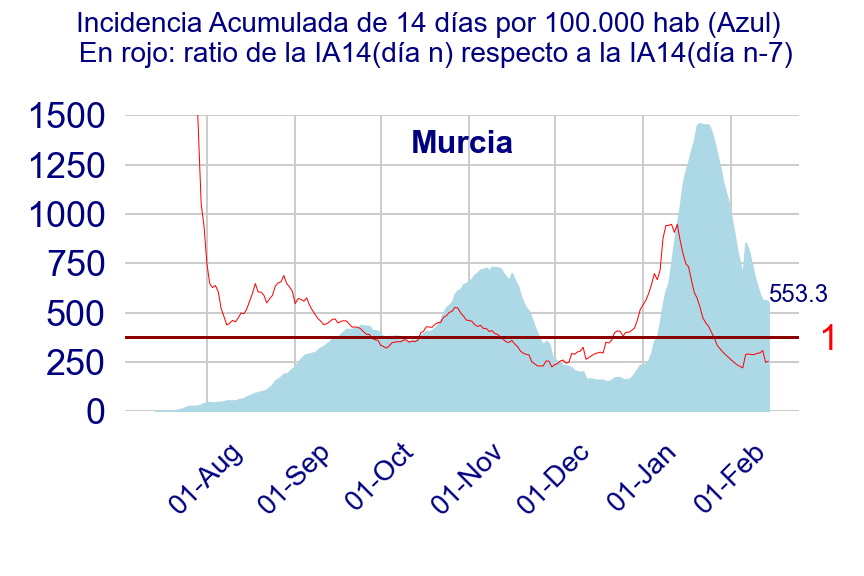 Incidencia Acumulada de 14 días por 100.000 hab (Azul)
En rojo: ratio de la IA14(día n) respecto a la IA14(día n-7)
1500
Murcia
1250
1000
750
553.3
500
1
250
0
01-Aug
01-Sep
01-Oct
01-Nov
01-Dec
01-Jan
01-Feb